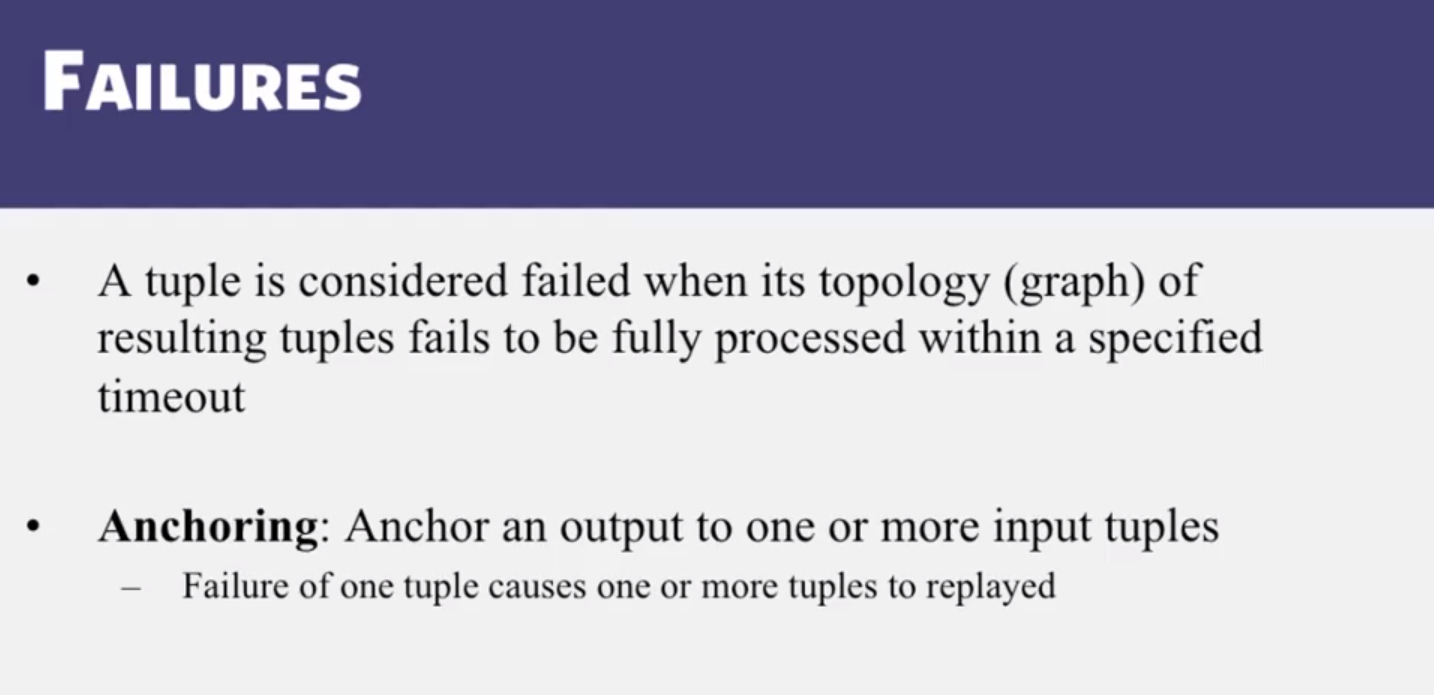 FAILURES
• A tuple is considered failed when its topology (graph) of
resulting tuples fails to be fully processed within a specified
timeout
• Anchoring: Anchor an output to one or more input tuples
– Failure of one tuple causes one or more tuples to replayed